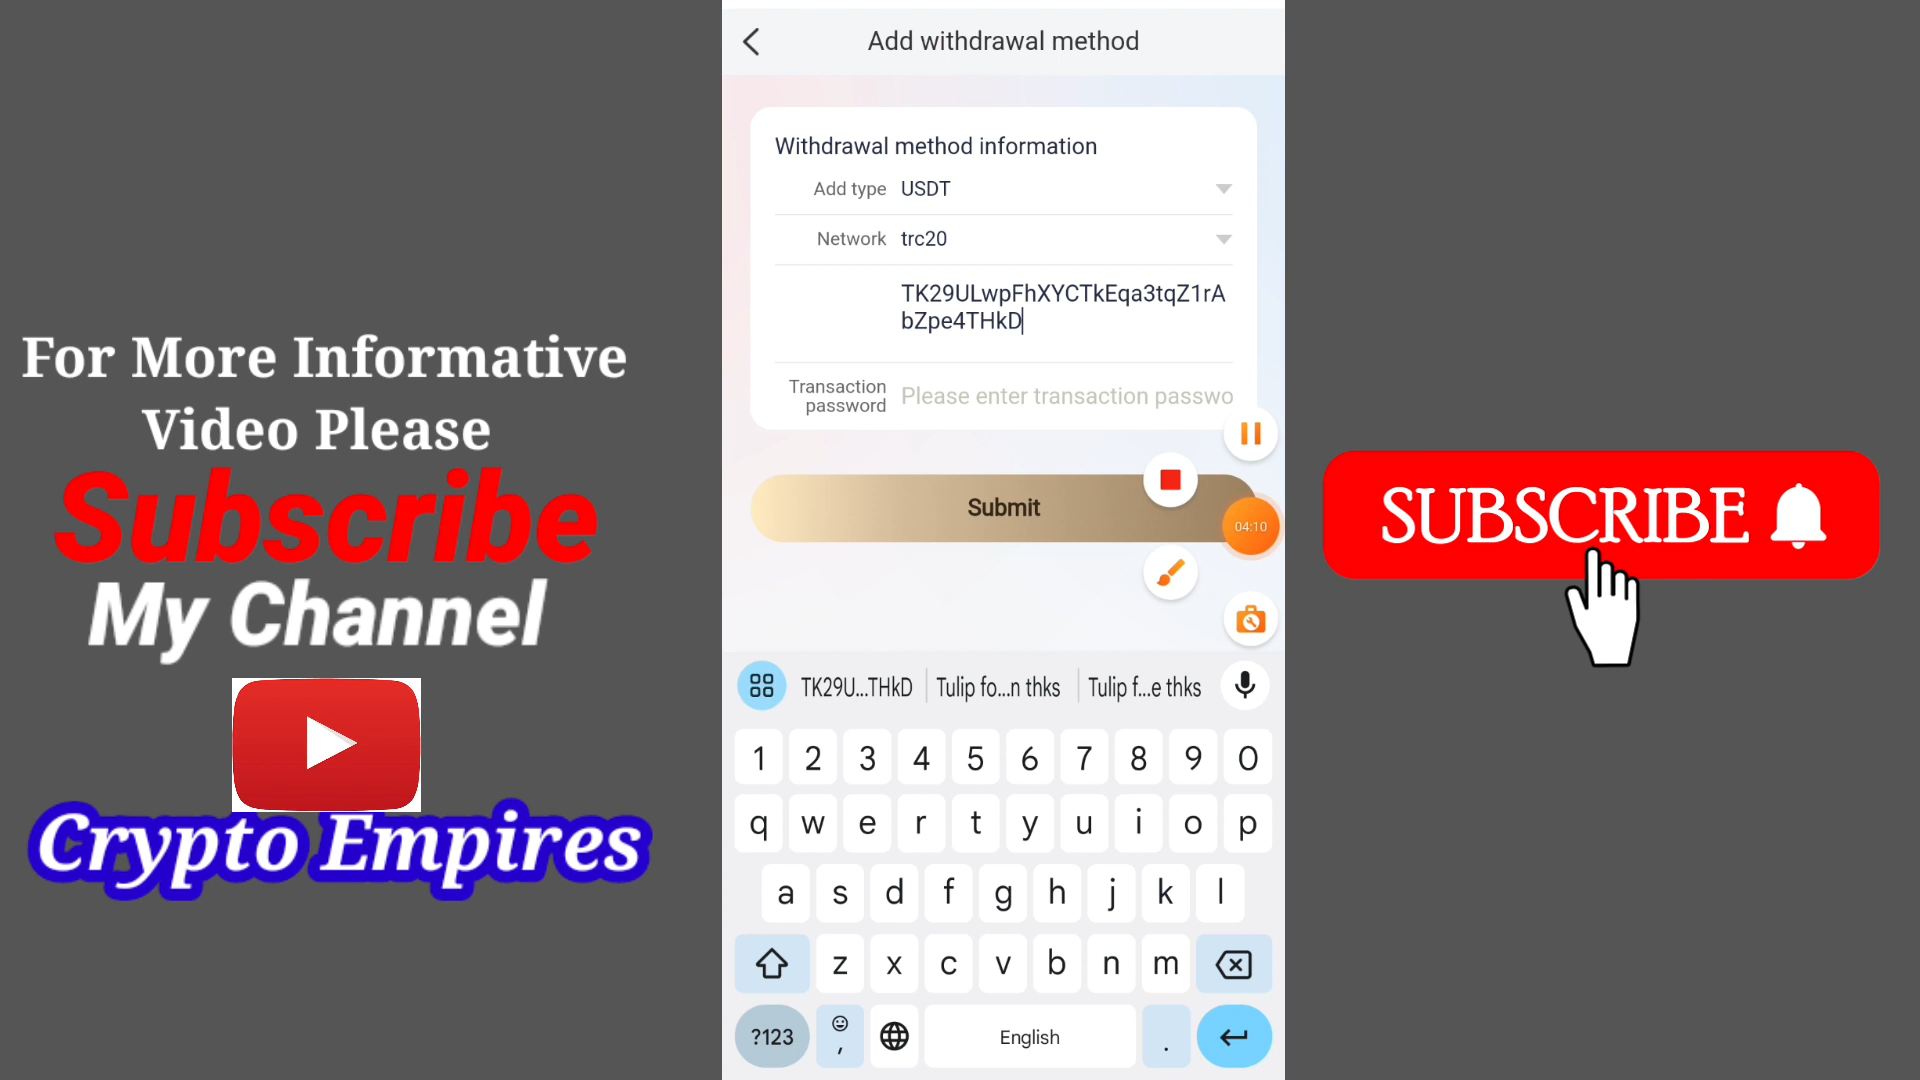 For More Informative
Video Please
Subscribe
My Channel
Crypto Empires
Add withdrawal method
Withdrawal method information
Add type USDT
Network trc20
TK29ULwpFhXYCTkEqa3tqZ1rA
bZpe4THkD
Transaction
password
Please enter transaction passwo
Submit
04:10
TK29U...THkD Tulip fo...n thks Tulip f...e thks
1 2 3 4 5 6 7 8 9 0
q w e r t y u i o p
a s d f g h j k l
z x c v b n m
?123 , English .
SUBSCRIBE